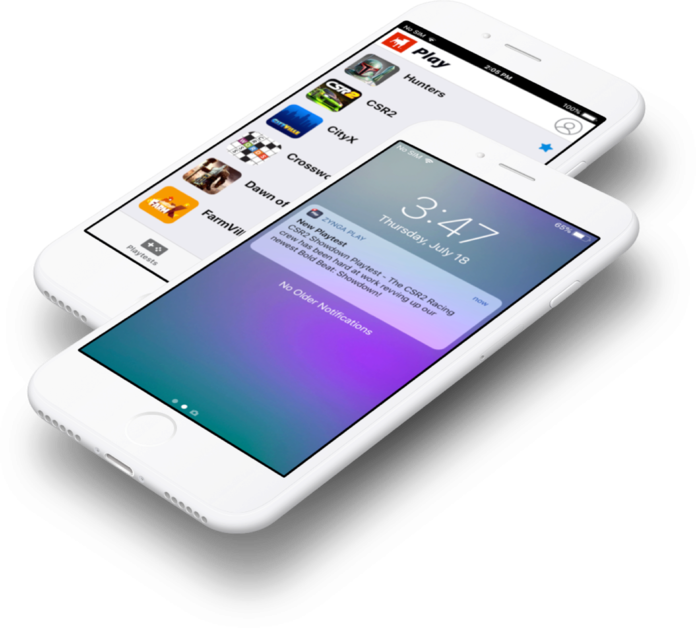 No SIM
2:05 PM
100%
Play
Hunters
CSR2
CityX
Crosswo
Dawn of
FarmVill
Playtests
No SIM
65%
3:47
Thursday, July 18
ZYNGA PLAY
now
New Playtest
CSR2 Showdown Playtest - The CSR2 Racing
crew has been hard at work revving up our
newest Bold Beat. Showdown!
No Older Notifications